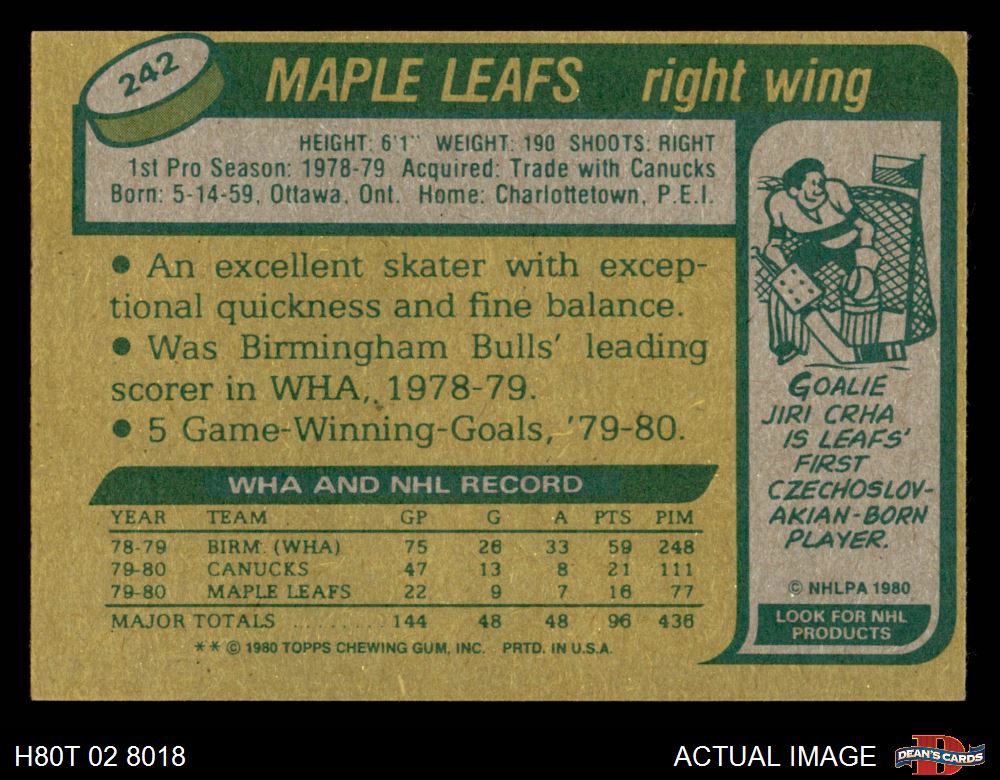 242
MAPLE LEAFS right wing
HEIGHT: 6'1" WEIGHT: 190 SHOOTS: RIGHT
1st Pro Season: 1978-79 Acquired: Trade with Canucks
Born: 5-14-59, Ottawa, Ont. Home: Charlottetown, P.E.I.
• An excellent skater with excep-
tional quickness and fine balance.
• Was Birmingham Bulls' leading
scorer in WHA, 1978-79.
• 5 Game-Winning-Goals, '79-80.
WHA AND NHL RECORD
YEAR TEAM GP G A PTS PIM
78-79 BIRM. (WHA) 75 26 33 59 248
79-80 CANUCKS 47 13 8 21 111
79-80 MAPLE LEAFS 22 9 7 16 77
MAJOR TOTALS ......... 144 48 48 96 436
** © 1980 TOPPS CHEWING GUM, INC. PRTD. IN U.S.A.
GOALIE
JIRI CRHA
IS LEAFS'
FIRST
CZECHOSLOV-
AKIAN-BORN
PLAYER.
© NHLPA 1980
LOOK FOR NHL
PRODUCTS
H80T 02 8018
ACTUAL IMAGE
D
DEAN'S CARDS